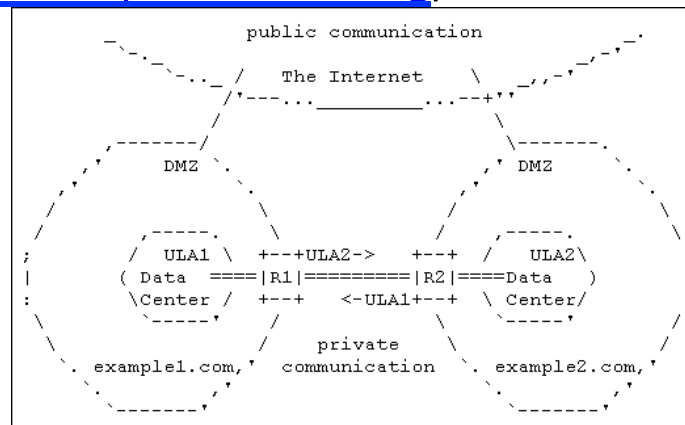 public communication
The Internet
DMZ DMZ
ULA1 ULA2-> ULA2
Data R1 R2 Data
Center <-ULA1 Center
private
example1.com, communication example2.com,